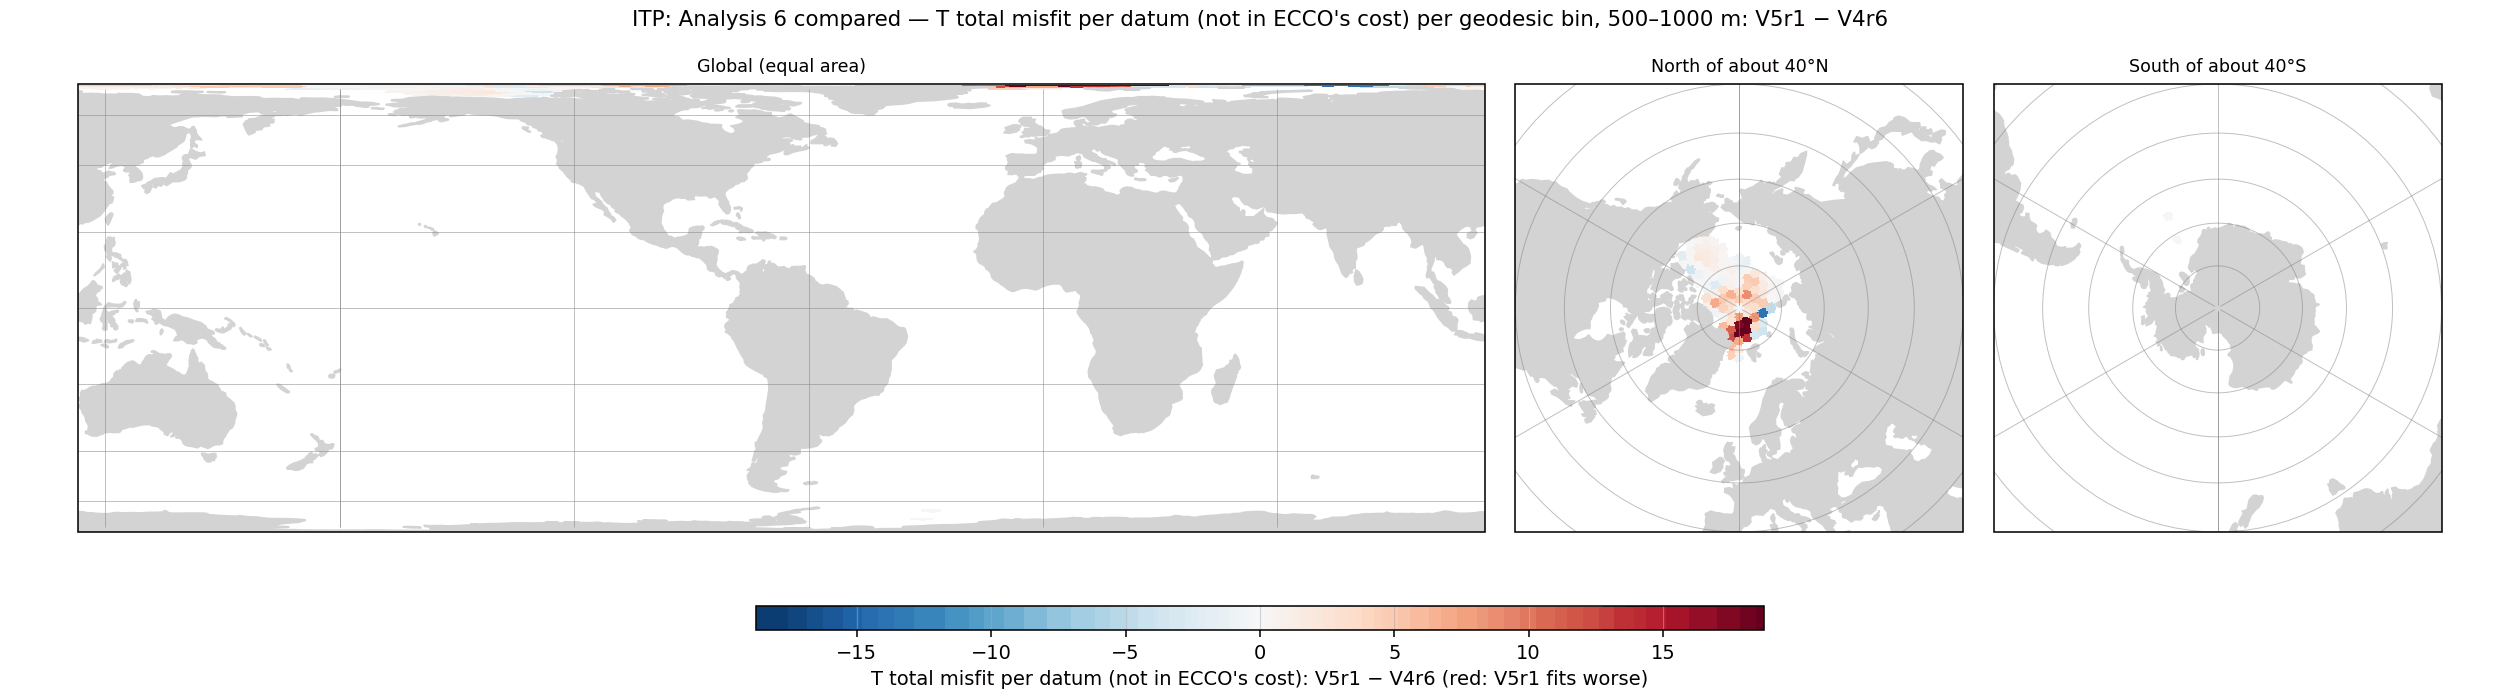 ITP: Analysis 6 compared — T total misfit per datum (not in ECCO's cost) per geodesic bin, 500–1000 m: V5r1 − V4r6
Global (equal area)
North of about 40°N
South of about 40°S
−15 −10 −5 0 5 10 15
T total misfit per datum (not in ECCO's cost): V5r1 − V4r6 (red: V5r1 fits worse)